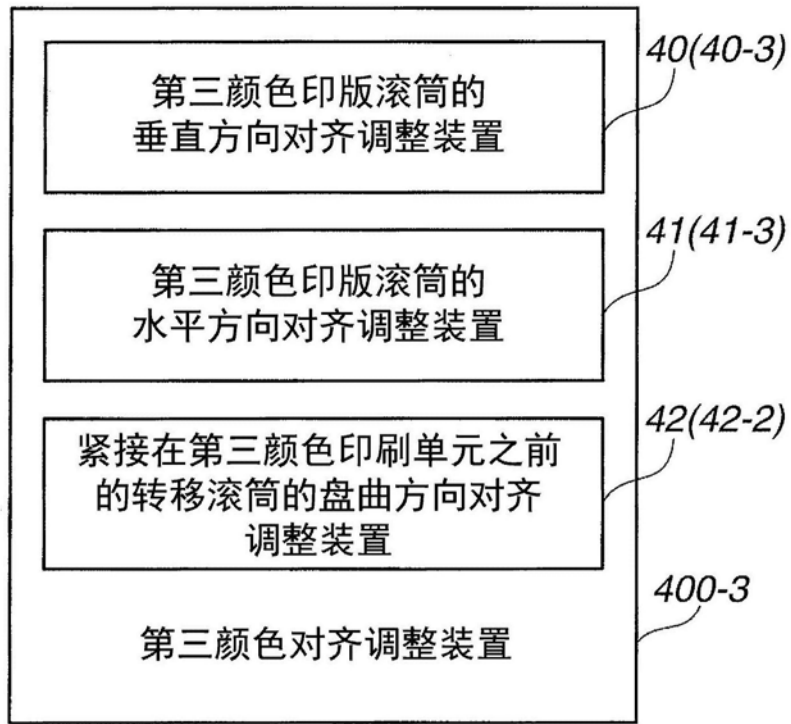 第三颜色印版滚筒的
垂直方向对齐调整装置
40(40-3)
第三颜色印版滚筒的
水平方向对齐调整装置
41(41-3)
紧接在第三颜色印刷单元之前
的转移滚筒的盘曲方向对齐
调整装置
42(42-2)
第三颜色对齐调整装置
400-3